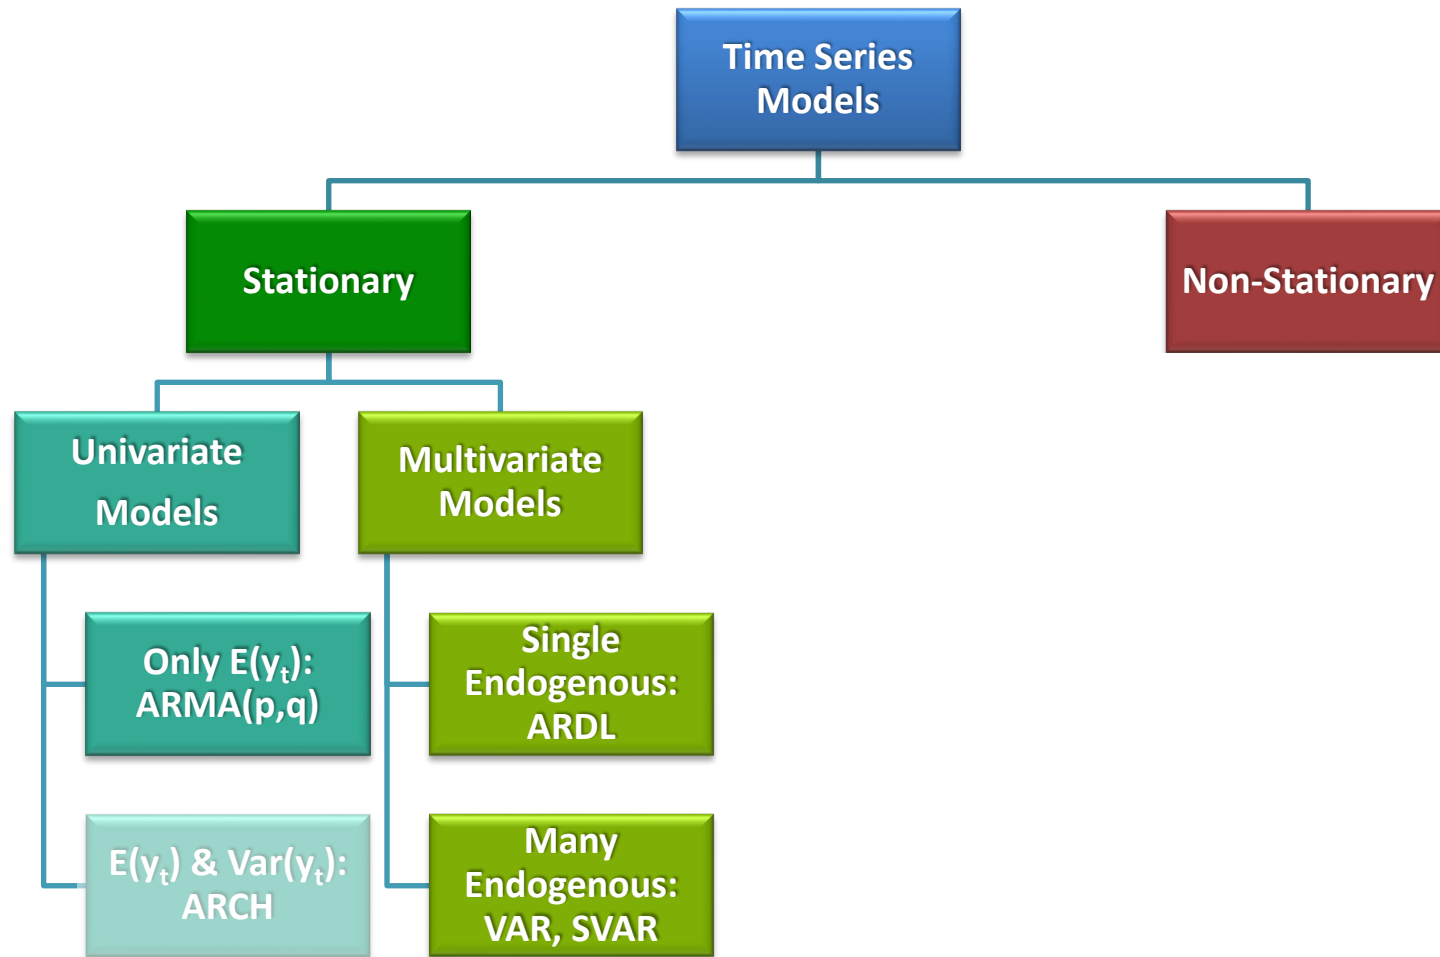 Time Series
Models
Stationary
Non-Stationary
Univariate
Models
Multivariate
Models
Only E(yₜ):
ARMA(p,q)
Single
Endogenous:
ARDL
E(yₜ) & Var(yₜ):
ARCH
Many
Endogenous:
VAR, SVAR